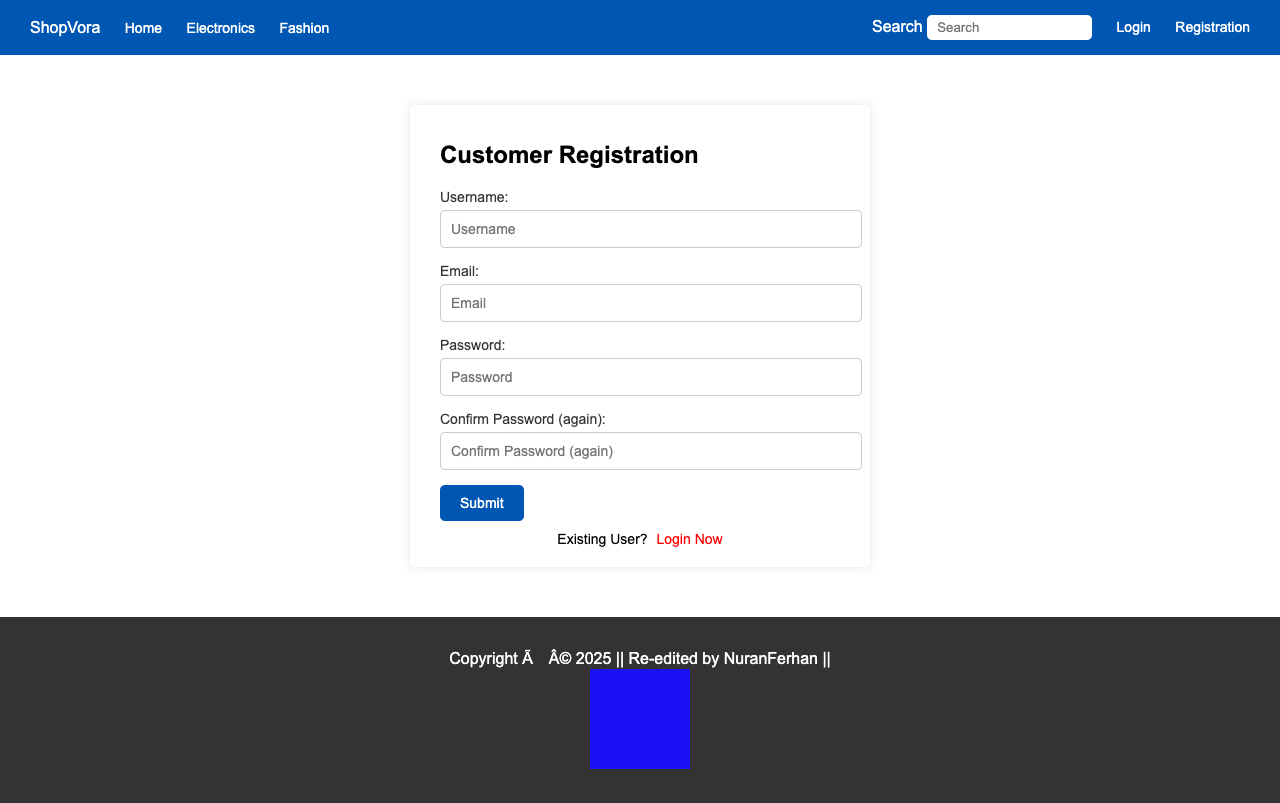 ShopVora Home Electronics Fashion Search Search Login Registration
Customer Registration
Username:
Username
Email:
Email
Password:
Password
Confirm Password (again):
Confirm Password (again)
Submit
Existing User? Login Now
Copyright Ã Â© 2025 || Re-edited by NuranFerhan ||